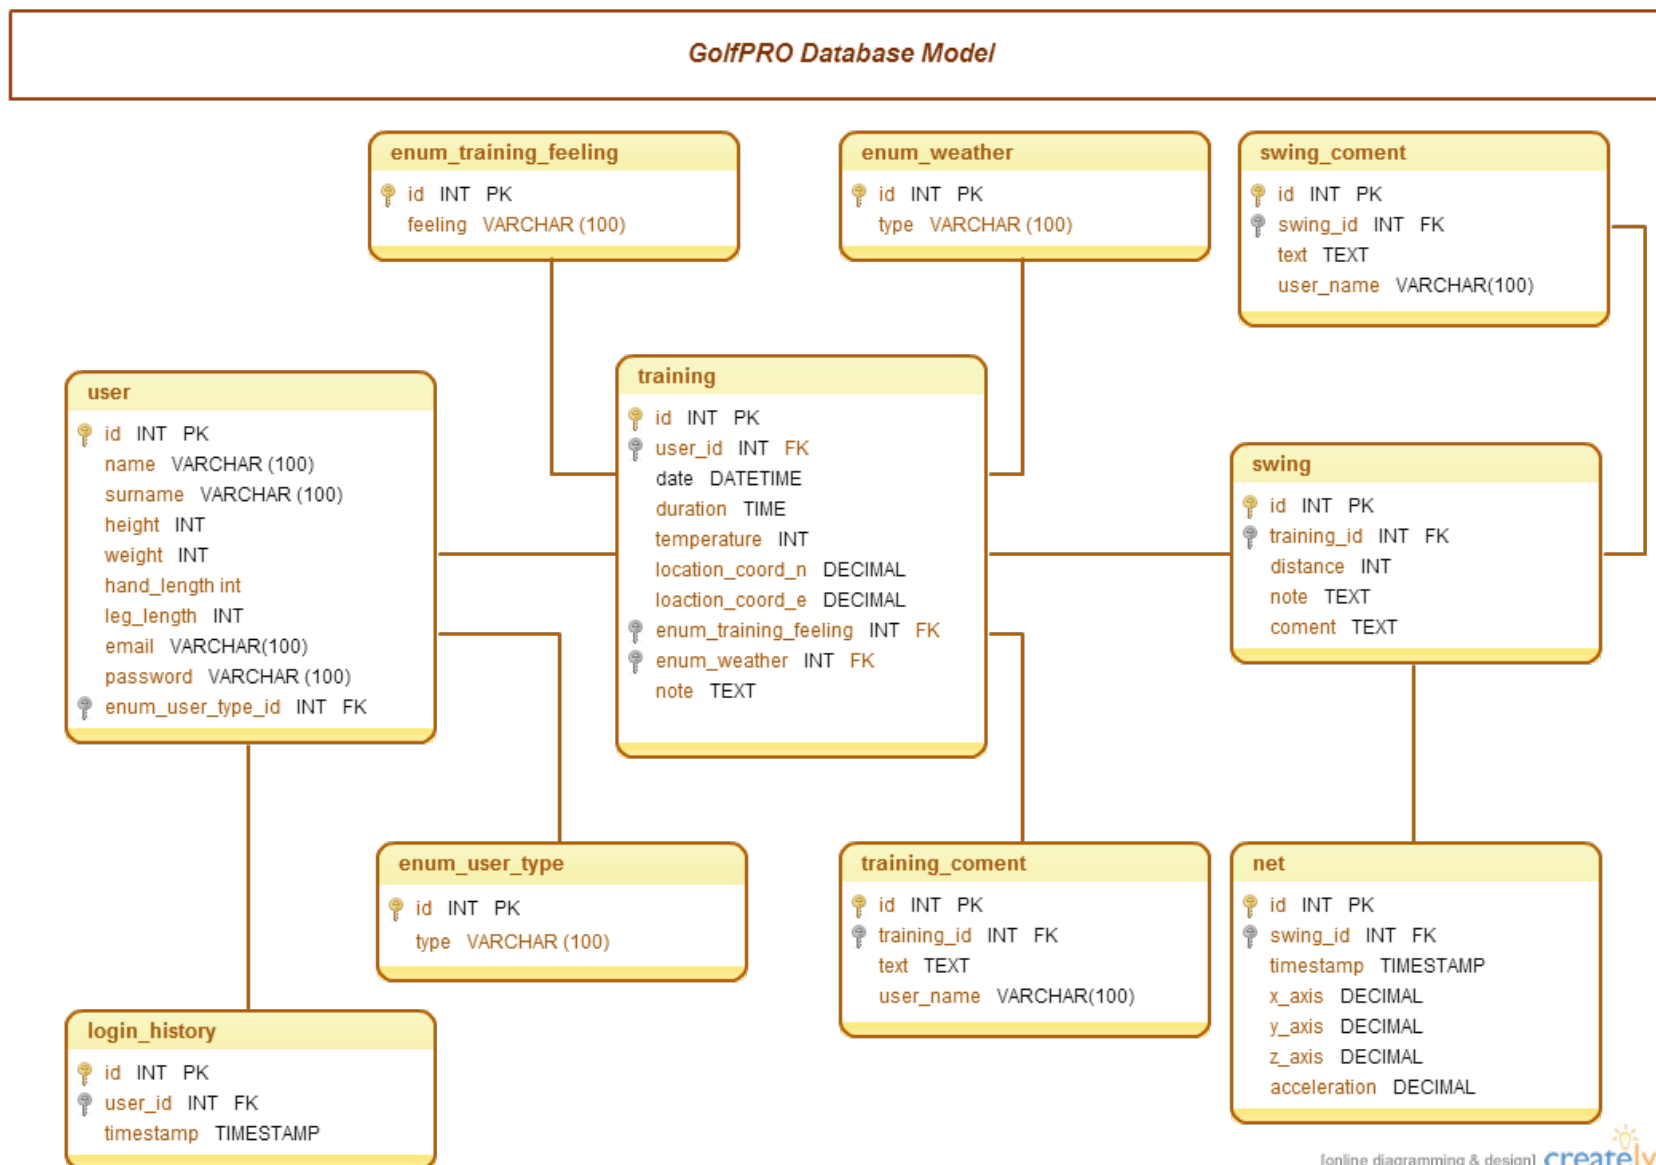 GolfPRO Database Model
enum_training_feeling
id INT PK
feeling VARCHAR (100)
enum_weather
id INT PK
type VARCHAR (100)
swing_coment
id INT PK
swing_id INT FK
text TEXT
user_name VARCHAR(100)
user
id INT PK
name VARCHAR (100)
surname VARCHAR (100)
height INT
weight INT
hand_length int
leg_length INT
email VARCHAR(100)
password VARCHAR (100)
enum_user_type_id INT FK
training
id INT PK
user_id INT FK
date DATETIME
duration TIME
temperature INT
location_coord_n DECIMAL
loaction_coord_e DECIMAL
enum_training_feeling INT FK
enum_weather INT FK
note TEXT
swing
id INT PK
training_id INT FK
distance INT
note TEXT
coment TEXT
enum_user_type
id INT PK
type VARCHAR (100)
training_coment
id INT PK
training_id INT FK
text TEXT
user_name VARCHAR(100)
net
id INT PK
swing_id INT FK
timestamp TIMESTAMP
x_axis DECIMAL
y_axis DECIMAL
z_axis DECIMAL
acceleration DECIMAL
login_history
id INT PK
user_id INT FK
timestamp TIMESTAMP
[online diagramming & design] creately